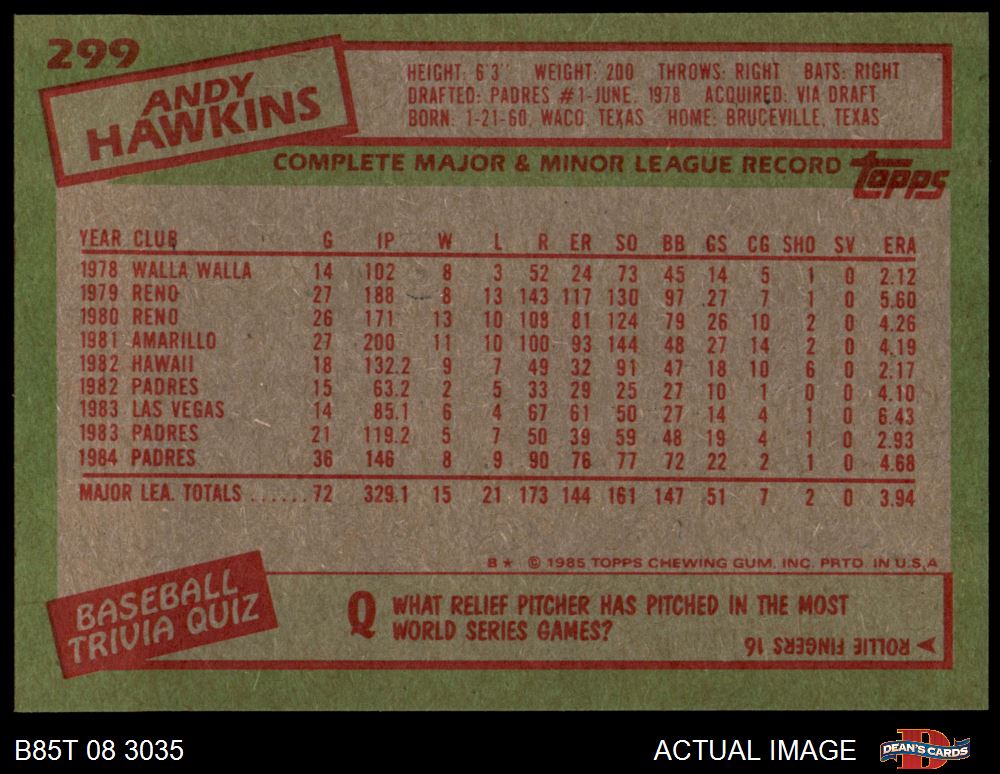 299
ANDY
HAWKINS
HEIGHT: 6'3" WEIGHT: 200 THROWS: RIGHT BATS: RIGHT
DRAFTED: PADRES #1-JUNE, 1978 ACQUIRED: VIA DRAFT
BORN: 1-21-60, WACO, TEXAS HOME: BRUCEVILLE, TEXAS
COMPLETE MAJOR & MINOR LEAGUE RECORD
topps
YEAR CLUB G IP W L R ER SO BB GS CG SHO SV ERA
1978 WALLA WALLA 14 102 8 3 52 24 73 45 14 5 1 0 2.12
1979 RENO 27 188 8 13 143 117 130 97 27 7 1 0 5.60
1980 RENO 26 171 13 10 109 81 124 79 26 10 2 0 4.26
1981 AMARILLO 27 200 11 10 100 93 144 48 27 14 2 0 4.19
1982 HAWAII 18 132.2 9 7 49 32 91 47 18 10 6 0 2.17
1982 PADRES 15 63.2 2 5 33 29 25 27 10 1 0 0 4.10
1983 LAS VEGAS 14 85.1 6 4 67 61 50 27 14 4 1 0 6.43
1983 PADRES 21 119.2 5 7 50 39 59 48 19 4 1 0 2.93
1984 PADRES 36 146 8 9 90 76 77 72 22 2 1 0 4.68
MAJOR LEA. TOTALS ...... 72 329.1 15 21 173 144 161 147 51 7 2 0 3.94
B* © 1985 TOPPS CHEWING GUM, INC. PRTD. IN U.S.A
BASEBALL
TRIVIA QUIZ
Q WHAT RELIEF PITCHER HAS PITCHED IN THE MOST
WORLD SERIES GAMES?
ROLLIE FINGERS 16
B85T 08 3035
ACTUAL IMAGE
DEAN'S CARDS